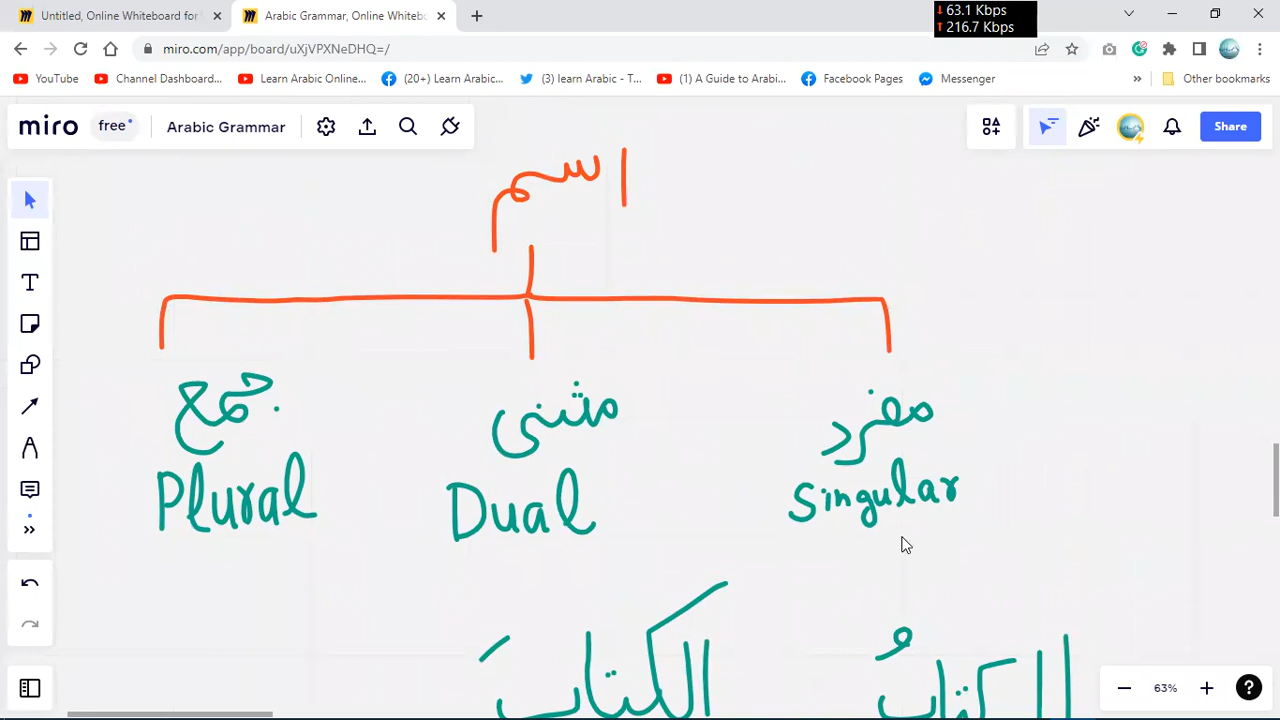 Untitled, Online Whiteboard for
Arabic Grammar, Online Whiteb
63.1 Kbps
216.7 Kbps
miro.com/app/board/uXjVPXNeDHQ=/
YouTube
Channel Dashboard...
Learn Arabic Online...
(20+) Learn Arabic...
(3) learn Arabic - T...
(1) A Guide to Arabi...
Facebook Pages
Messenger
»
Other bookmarks
miro
free
Arabic Grammar
Share
اسم
مفرد
مثنى
جمع
Singular
Dual
Plural
الكتابُ
الكتابَ
63%